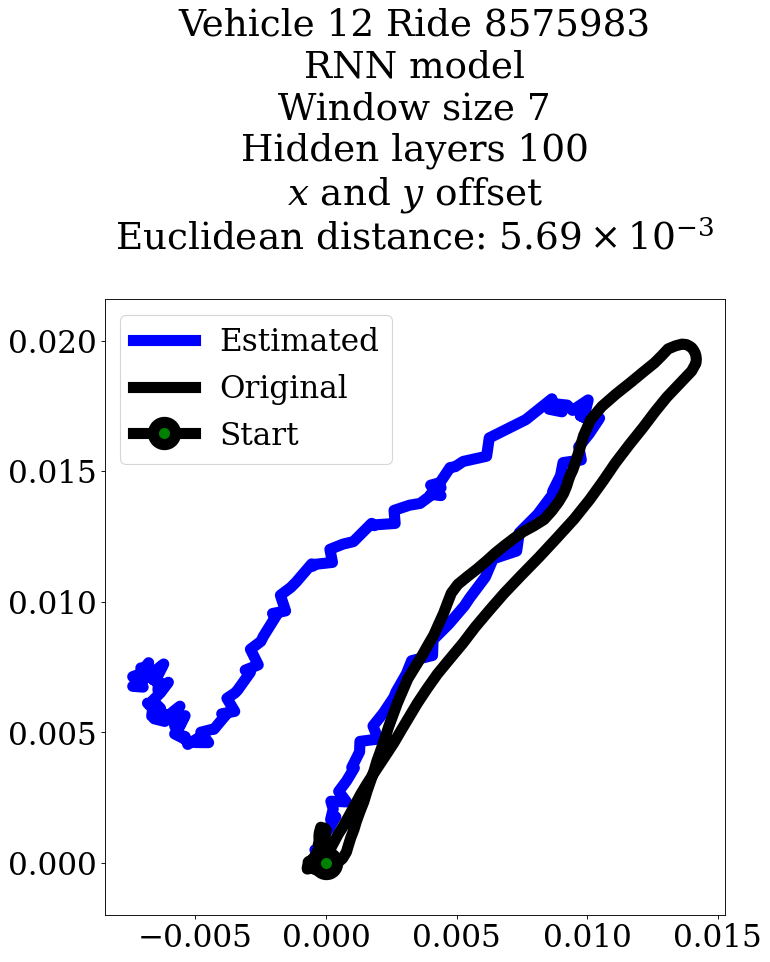 Vehicle 12 Ride 8575983
RNN model
Window size 7
Hidden layers 100
x and y offset
Euclidean distance: 5.69 × 10⁻³
Estimated
Original
Start
0.020
0.015
0.010
0.005
0.000
−0.005 0.000 0.005 0.010 0.015